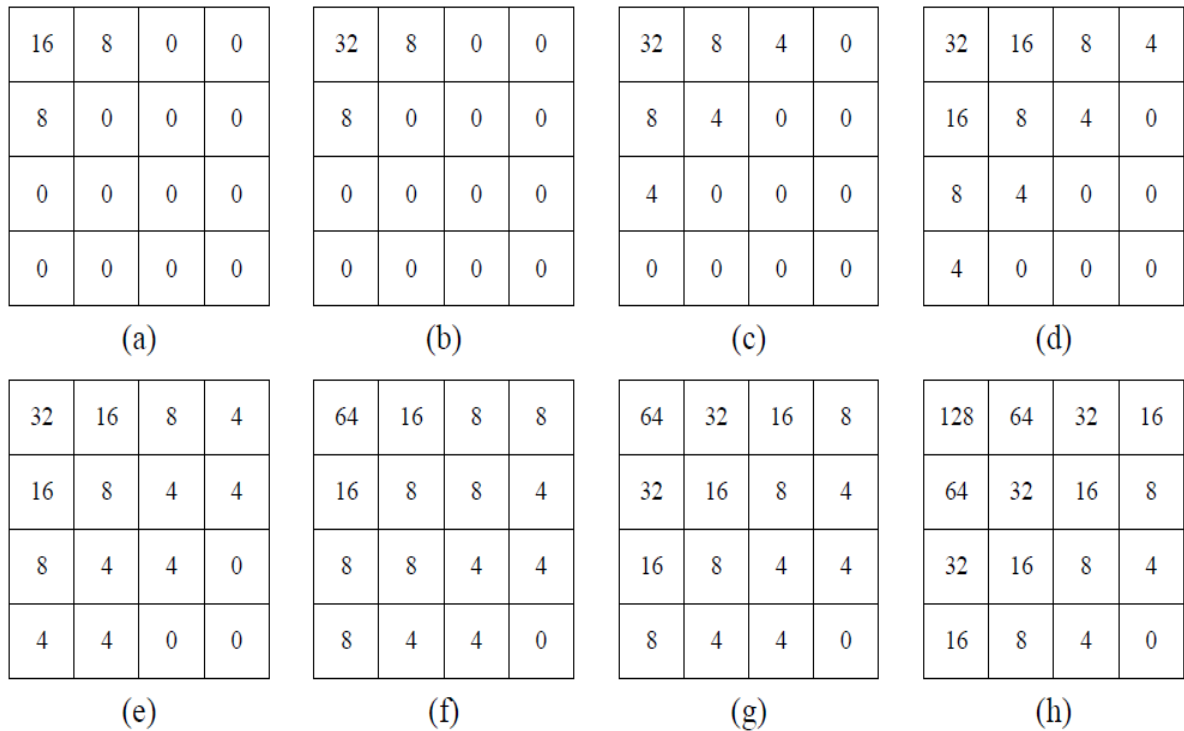 16 8 0 0 32 8 0 0 32 8 4 0 32 16 8 4
8 0 0 0 8 0 0 0 8 4 0 0 16 8 4 0
0 0 0 0 0 0 0 0 4 0 0 0 8 4 0 0
0 0 0 0 0 0 0 0 0 0 0 0 4 0 0 0
(a) (b) (c) (d)
32 16 8 4 64 16 8 8 64 32 16 8 128 64 32 16
16 8 4 4 16 8 8 4 32 16 8 4 64 32 16 8
8 4 4 0 8 8 4 4 16 8 4 4 32 16 8 4
4 4 0 0 8 4 4 0 8 4 4 0 16 8 4 0
(e) (f) (g) (h)